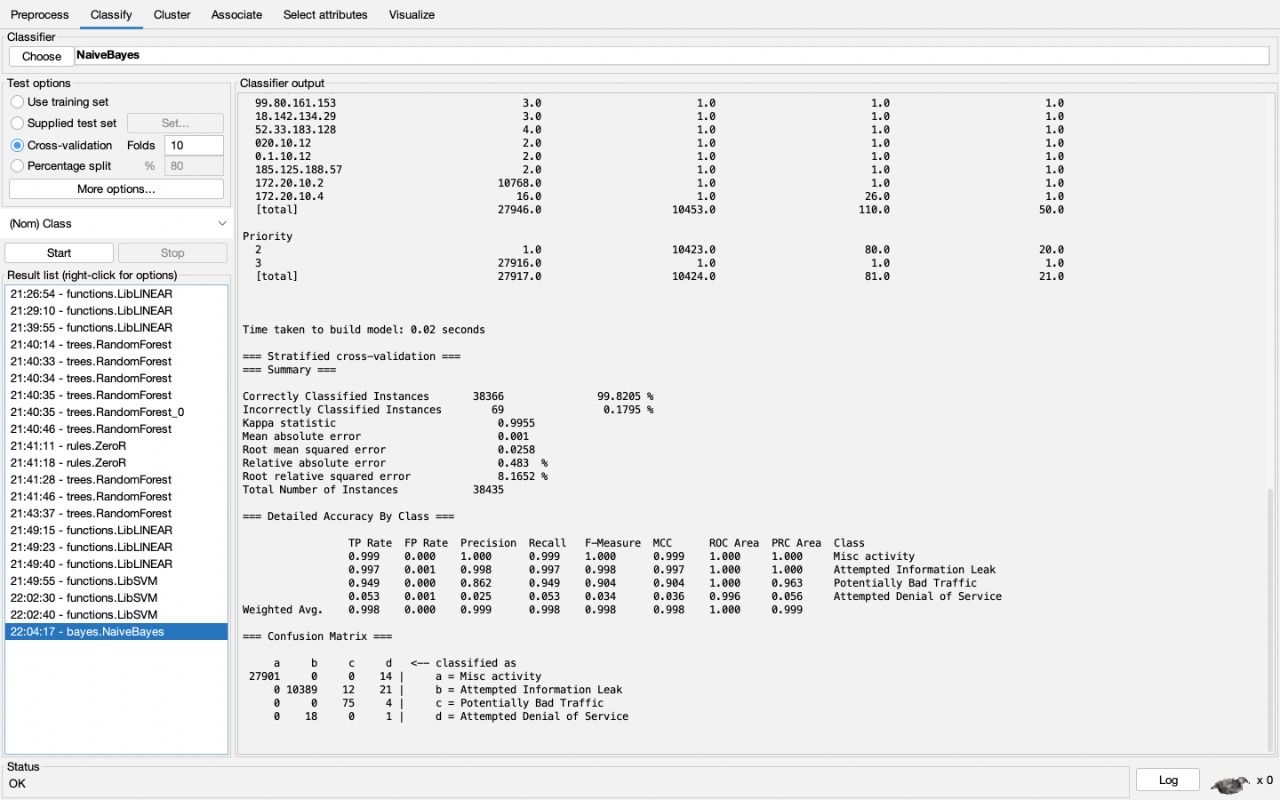 Preprocess Classify Cluster Associate Select attributes Visualize
Classifier
Choose NaiveBayes
Test options
Use training set
Supplied test set Set...
Cross-validation Folds 10
Percentage split % 80
More options...
(Nom) Class
Start Stop
Result list (right-click for options)
21:26:54 - functions.LibLINEAR
21:29:10 - functions.LibLINEAR
21:39:55 - functions.LibLINEAR
21:40:14 - trees.RandomForest
21:40:33 - trees.RandomForest
21:40:34 - trees.RandomForest
21:40:35 - trees.RandomForest
21:40:35 - trees.RandomForest_0
21:40:46 - trees.RandomForest
21:41:11 - rules.ZeroR
21:41:18 - rules.ZeroR
21:41:28 - trees.RandomForest
21:41:46 - trees.RandomForest
21:43:37 - trees.RandomForest
21:49:15 - functions.LibLINEAR
21:49:23 - functions.LibLINEAR
21:49:40 - functions.LibLINEAR
21:49:55 - functions.LibSVM
22:02:30 - functions.LibSVM
22:02:40 - functions.LibSVM
22:04:17 - bayes.NaiveBayes
Classifier output
99.80.161.153 3.0 1.0 1.0 1.0
18.142.134.29 3.0 1.0 1.0 1.0
52.33.183.128 4.0 1.0 1.0 1.0
020.10.12 2.0 1.0 1.0 1.0
0.1.10.12 2.0 1.0 1.0 1.0
185.125.188.57 2.0 1.0 1.0 1.0
172.20.10.2 10768.0 1.0 1.0 1.0
172.20.10.4 16.0 1.0 26.0 1.0
[total] 27946.0 10453.0 110.0 50.0
Priority
2 1.0 10423.0 80.0 20.0
3 27916.0 1.0 1.0 1.0
[total] 27917.0 10424.0 81.0 21.0
Time taken to build model: 0.02 seconds
=== Stratified cross-validation ===
=== Summary ===
Correctly Classified Instances 38366 99.8205 %
Incorrectly Classified Instances 69 0.1795 %
Kappa statistic 0.9955
Mean absolute error 0.001
Root mean squared error 0.0258
Relative absolute error 0.483 %
Root relative squared error 8.1652 %
Total Number of Instances 38435
=== Detailed Accuracy By Class ===
TP Rate FP Rate Precision Recall F-Measure MCC ROC Area PRC Area Class
0.999 0.000 1.000 0.999 1.000 0.999 1.000 1.000 Misc activity
0.997 0.001 0.998 0.997 0.998 0.997 1.000 1.000 Attempted Information Leak
0.949 0.000 0.862 0.949 0.904 0.904 1.000 0.963 Potentially Bad Traffic
0.053 0.001 0.025 0.053 0.034 0.036 0.996 0.056 Attempted Denial of Service
Weighted Avg. 0.998 0.000 0.999 0.998 0.998 0.998 1.000 0.999
=== Confusion Matrix ===
a b c d <-- classified as
27901 0 0 14 | a = Misc activity
0 10389 12 21 | b = Attempted Information Leak
0 0 75 4 | c = Potentially Bad Traffic
0 18 0 1 | d = Attempted Denial of Service
Status
OK
Log x 0